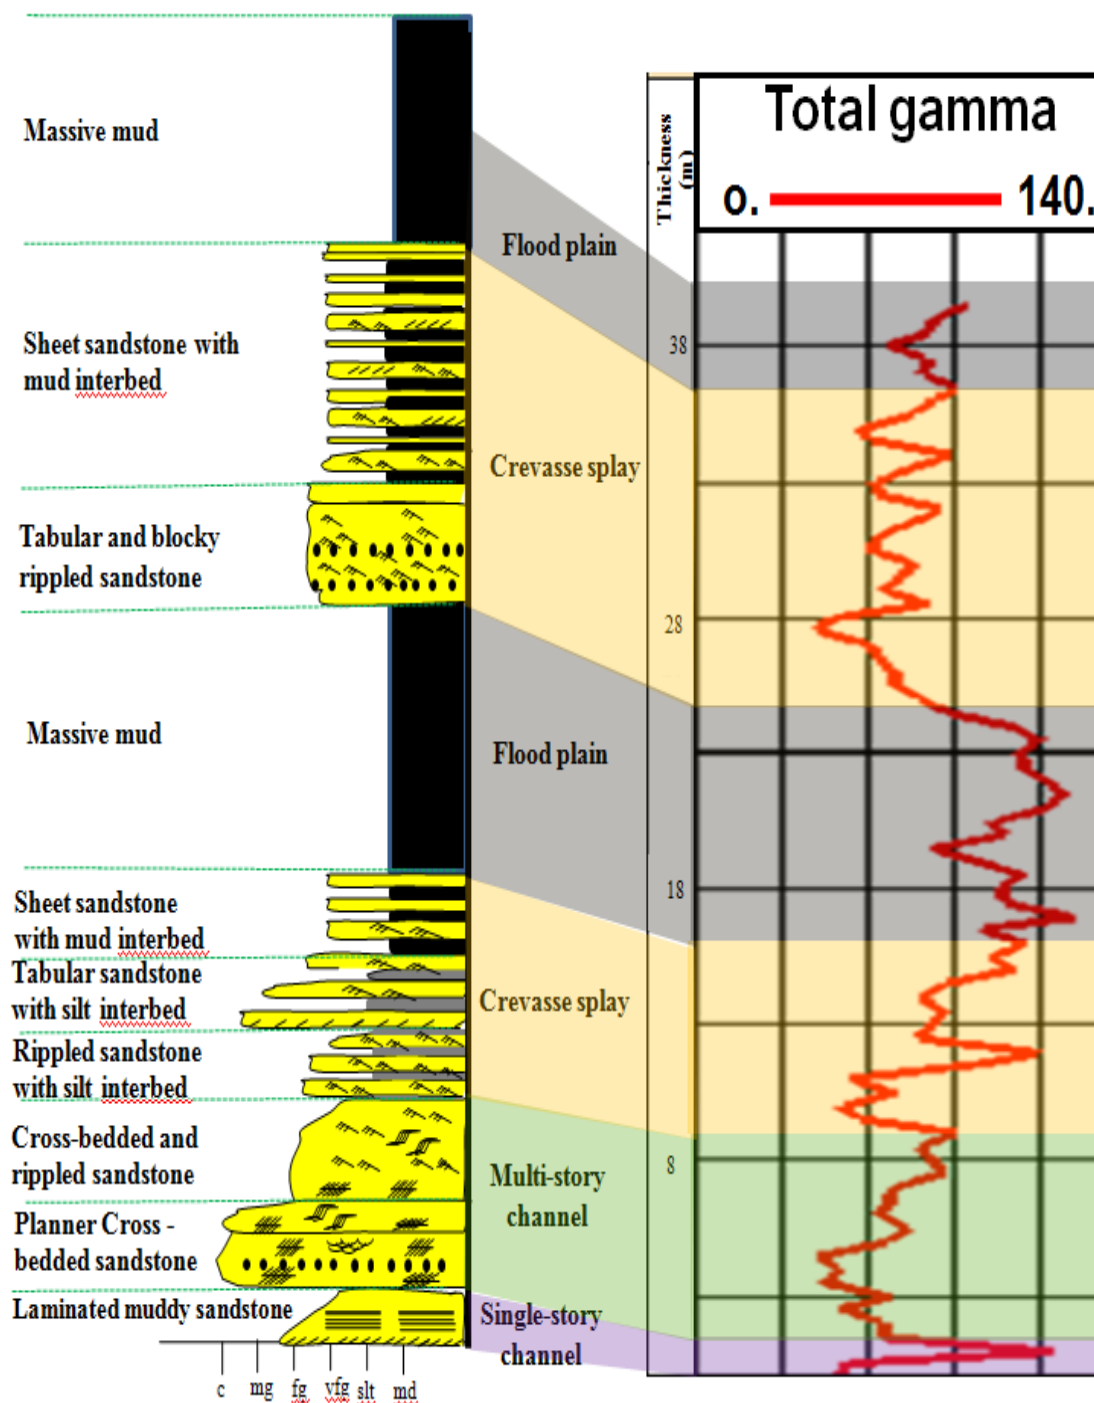 Massive mud
Sheet sandstone with
mud interbed
Tabular and blocky
rippled sandstone
Massive mud
Sheet sandstone
with mud interbed
Tabular sandstone
with silt interbed
Rippled sandstone
with silt interbed
Cross-bedded and
rippled sandstone
Planner Cross -
bedded sandstone
Laminated muddy sandstone
c mg fg vfg slt md
Flood plain
Crevasse splay
Flood plain
Crevasse splay
Multi-story
channel
Single-story
channel
Thickness
(m)
38
28
18
8
Total gamma
o. 140.